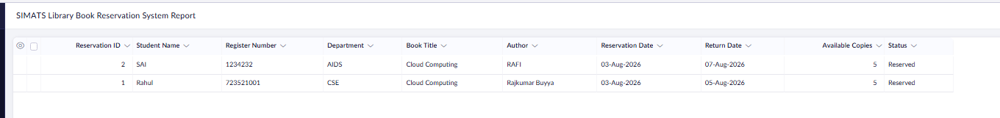 SIMATS Library Book Reservation System Report
Reservation ID Student Name Register Number Department Book Title Author Reservation Date Return Date Available Copies Status
2 SAI 1234232 AIDS Cloud Computing RAFI 03-Aug-2026 07-Aug-2026 5 Reserved
1 Rahul 723521001 CSE Cloud Computing Rajkumar Buyya 03-Aug-2026 05-Aug-2026 5 Reserved